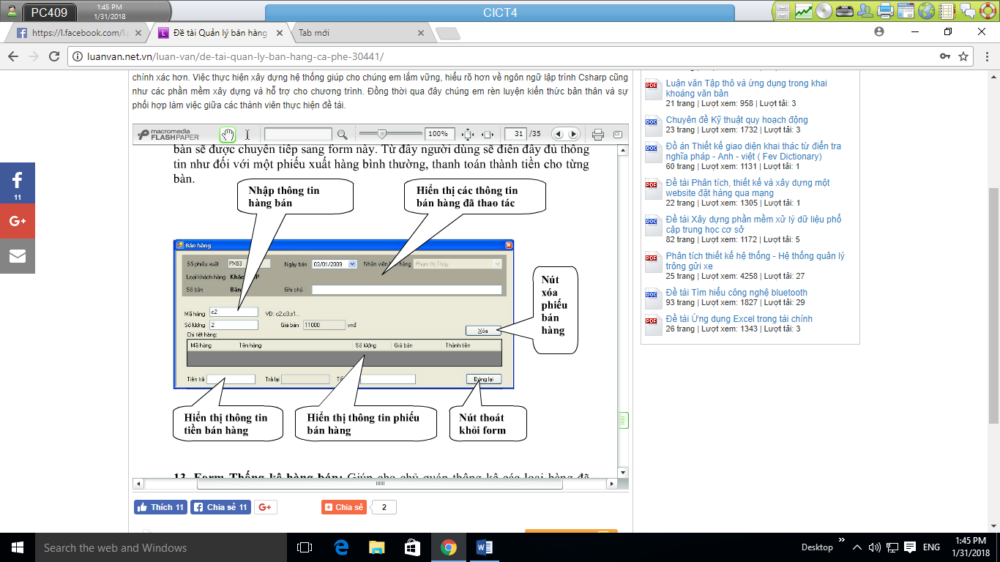 PC409
1:45 PM
1/31/2018
CICT4
https://l.facebook.com/l.p
Đề tài Quản lý bán hàng
Tab mới
luanvan.net.vn/luan-van/de-tai-quan-ly-ban-hang-ca-phe-30441/
chính xác hơn. Việc thực hiện xây dựng hệ thống giúp cho chúng em lắm vững, hiểu rõ hơn về ngôn ngữ lập trình Csharp cũng
như các phần mềm xây dựng và hỗ trợ cho chương trình. Đồng thời qua đây chúng em rèn luyện kiến thức bản thân và sự
phối hợp làm việc giữa các thành viên thực hiện đề tài.
macromedia
FLASHPAPER
100%
31 /35
bàn sẽ được chuyển tiếp sang form này. Từ đây người dùng sẽ điền đầy đủ thông
tin như đối với một phiếu xuất hàng bình thường, thanh toán thành tiền cho từng
bàn.
Nhập thông tin
hàng bán
Hiển thị các thông tin
bán hàng đã thao tác
Bán hàng
Số phiếu xuất PX83 Ngày bán 03/01/2009 Nhân viên hàng Phạm thị Thúy
Loại khách hàng
Số bàn Bàn Ghi chú
Mã hàng c2 VD: c2,c3,s1...
Số lượng 2 Giá bán 11000 vnđ
Xóa
Chi tiết hàng:
Mã hàng Tên hàng Số lượng Giá bán Thành tiền
Tiền trả Trả lại Đóng lại
Nút
xóa
phiếu
bán
hàng
Hiển thị thông tin
tiền bán hàng
Hiển thị thông tin phiếu
bán hàng
Nút thoát
khỏi form
13. Form Thống kê hàng bán: Giúp cho chủ quán thống kê các loại hàng đã
Thích 11
Chia sẻ 11
G+
Chia sẻ
2
f
11
G+
PDF
Luận văn Tập thô và ứng dụng trong khai
khoáng văn bản
21 trang | Lượt xem: 958 | Lượt tải: 3
DOC
Chuyên đề Kỹ thuật quy hoạch động
23 trang | Lượt xem: 1732 | Lượt tải: 3
DOC
Đồ án Thiết kế giao diện khai thác từ điển tra
nghĩa pháp - Anh - việt ( Fev Dictionary)
60 trang | Lượt xem: 1131 | Lượt tải: 1
PDF
Đề tài Phân tích, thiết kế và xây dựng một
website đặt hàng qua mạng
22 trang | Lượt xem: 1305 | Lượt tải: 1
DOC
Đề tài Xây dựng phần mềm xử lý dữ liệu phổ
cập trung học cơ sở
82 trang | Lượt xem: 1172 | Lượt tải: 5
PDF
Phân tích thiết kế hệ thống - Hệ thống quản lý
trông gửi xe
25 trang | Lượt xem: 4258 | Lượt tải: 27
DOC
Đề tài Tìm hiểu công nghệ bluetooth
93 trang | Lượt xem: 1827 | Lượt tải: 29
PDF
Đề tài Ứng dụng Excel trong tài chính
26 trang | Lượt xem: 1343 | Lượt tải: 3
Search the web and Windows
Desktop
ENG
1:45 PM
1/31/2018